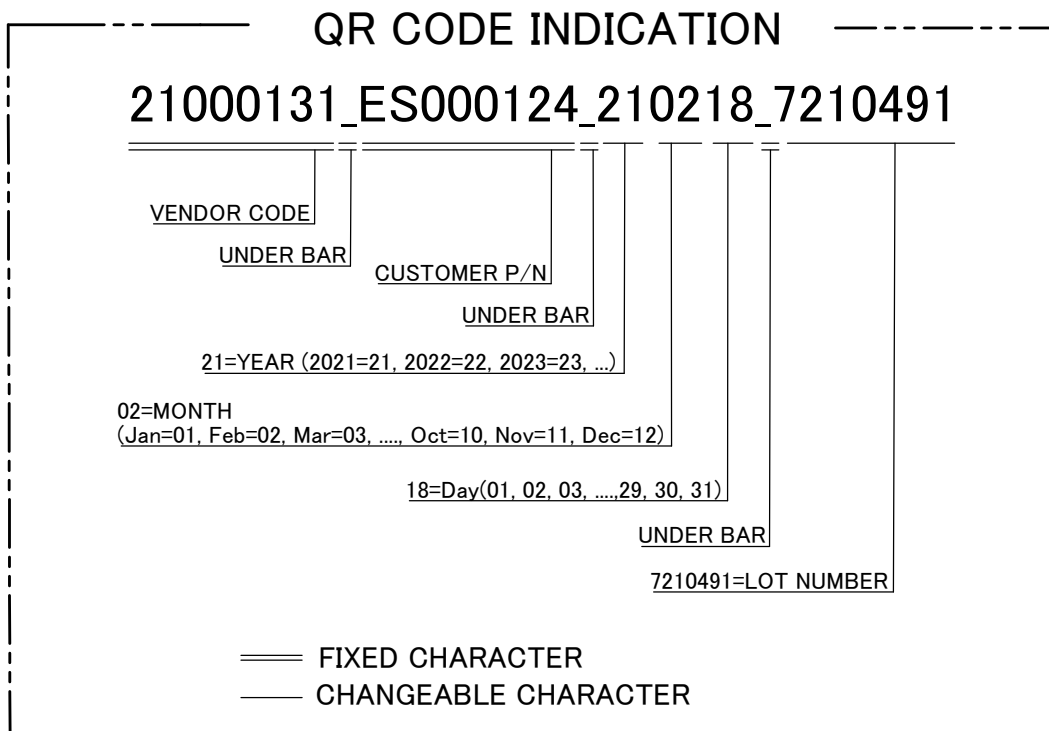 QR CODE INDICATION
21000131_ES000124_210218_7210491
VENDOR CODE
UNDER BAR
CUSTOMER P/N
UNDER BAR
21=YEAR (2021=21, 2022=22, 2023=23, ...)
02=MONTH
(Jan=01, Feb=02, Mar=03, ...., Oct=10, Nov=11, Dec=12)
18=Day(01, 02, 03, ....,29, 30, 31)
UNDER BAR
7210491=LOT NUMBER
FIXED CHARACTER
CHANGEABLE CHARACTER